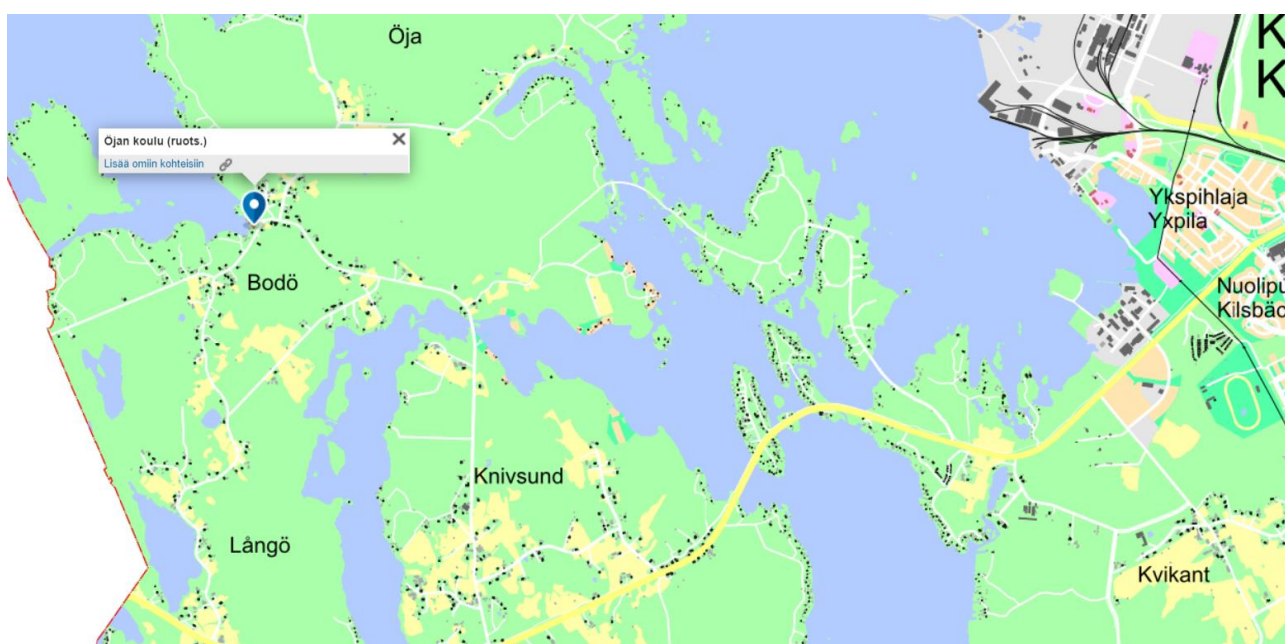 Öja
Öjan koulu (ruots.)
Lisää omiin kohteisiin
Bodö
Ykspihlaja
Yxpila
Knivsund
Långö
Kvikant